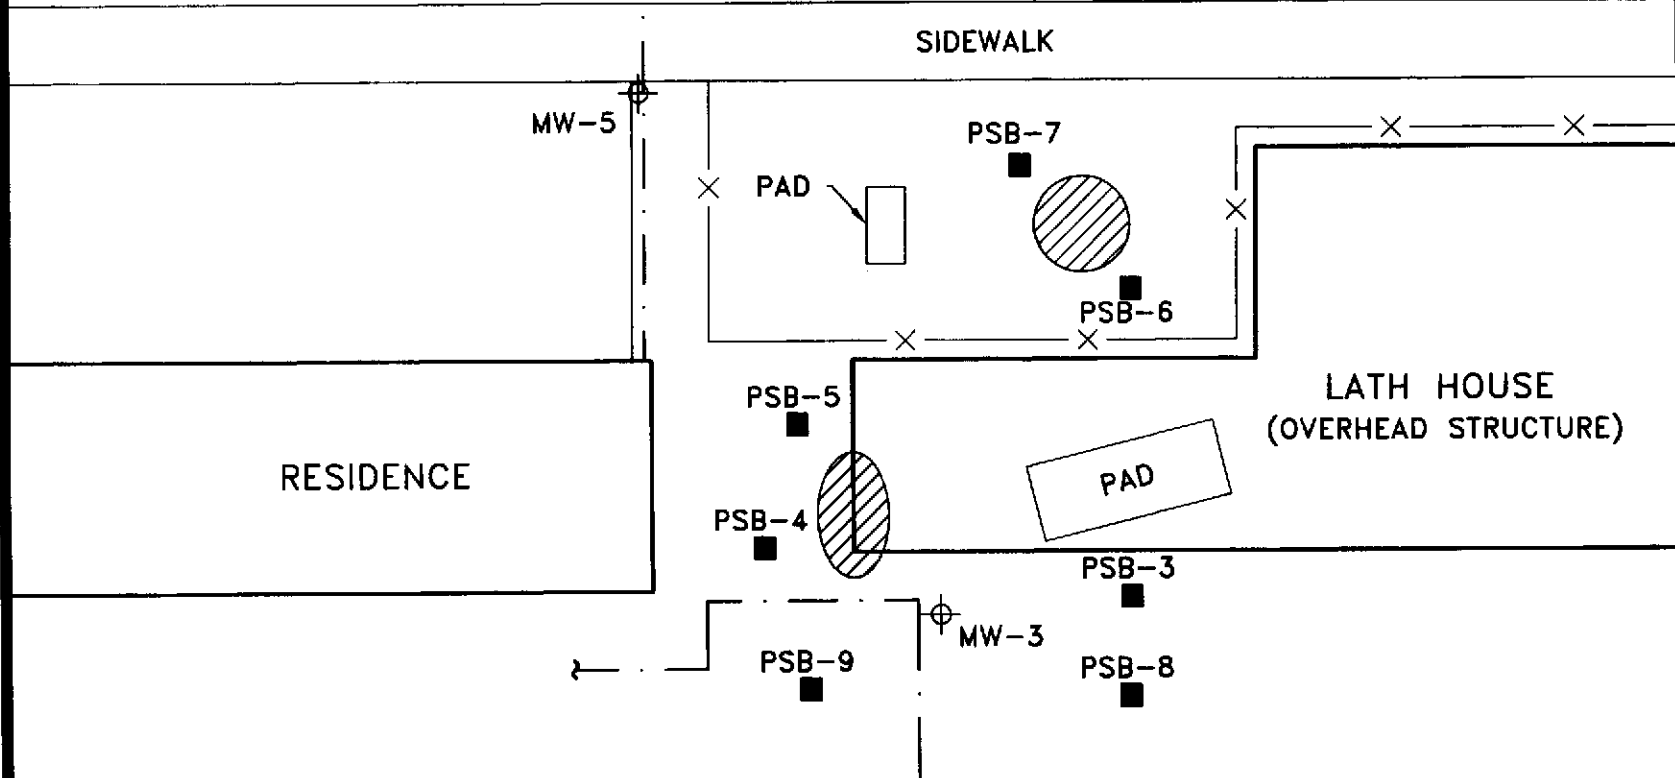 SIDEWALK
MW-5
PSB-7
PAD
PSB-6
LATH HOUSE
(OVERHEAD STRUCTURE)
PSB-5
RESIDENCE
PAD
PSB-4
PSB-3
MW-3
PSB-9
PSB-8